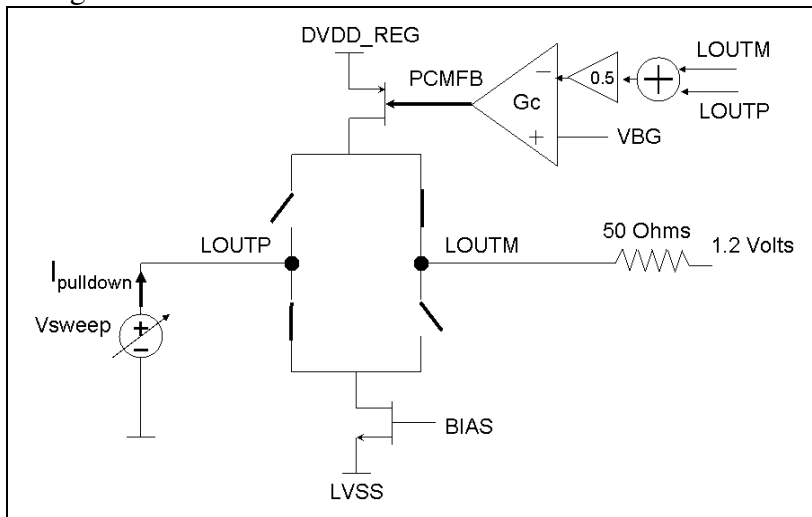 DVDD_REG
PCMFB
LOUTM
0.5
+
−
Gc
LOUTP
+
VBG
LOUTP
LOUTM
50 Ohms
1.2 Volts
Ipulldown
Vsweep
+
−
BIAS
LVSS